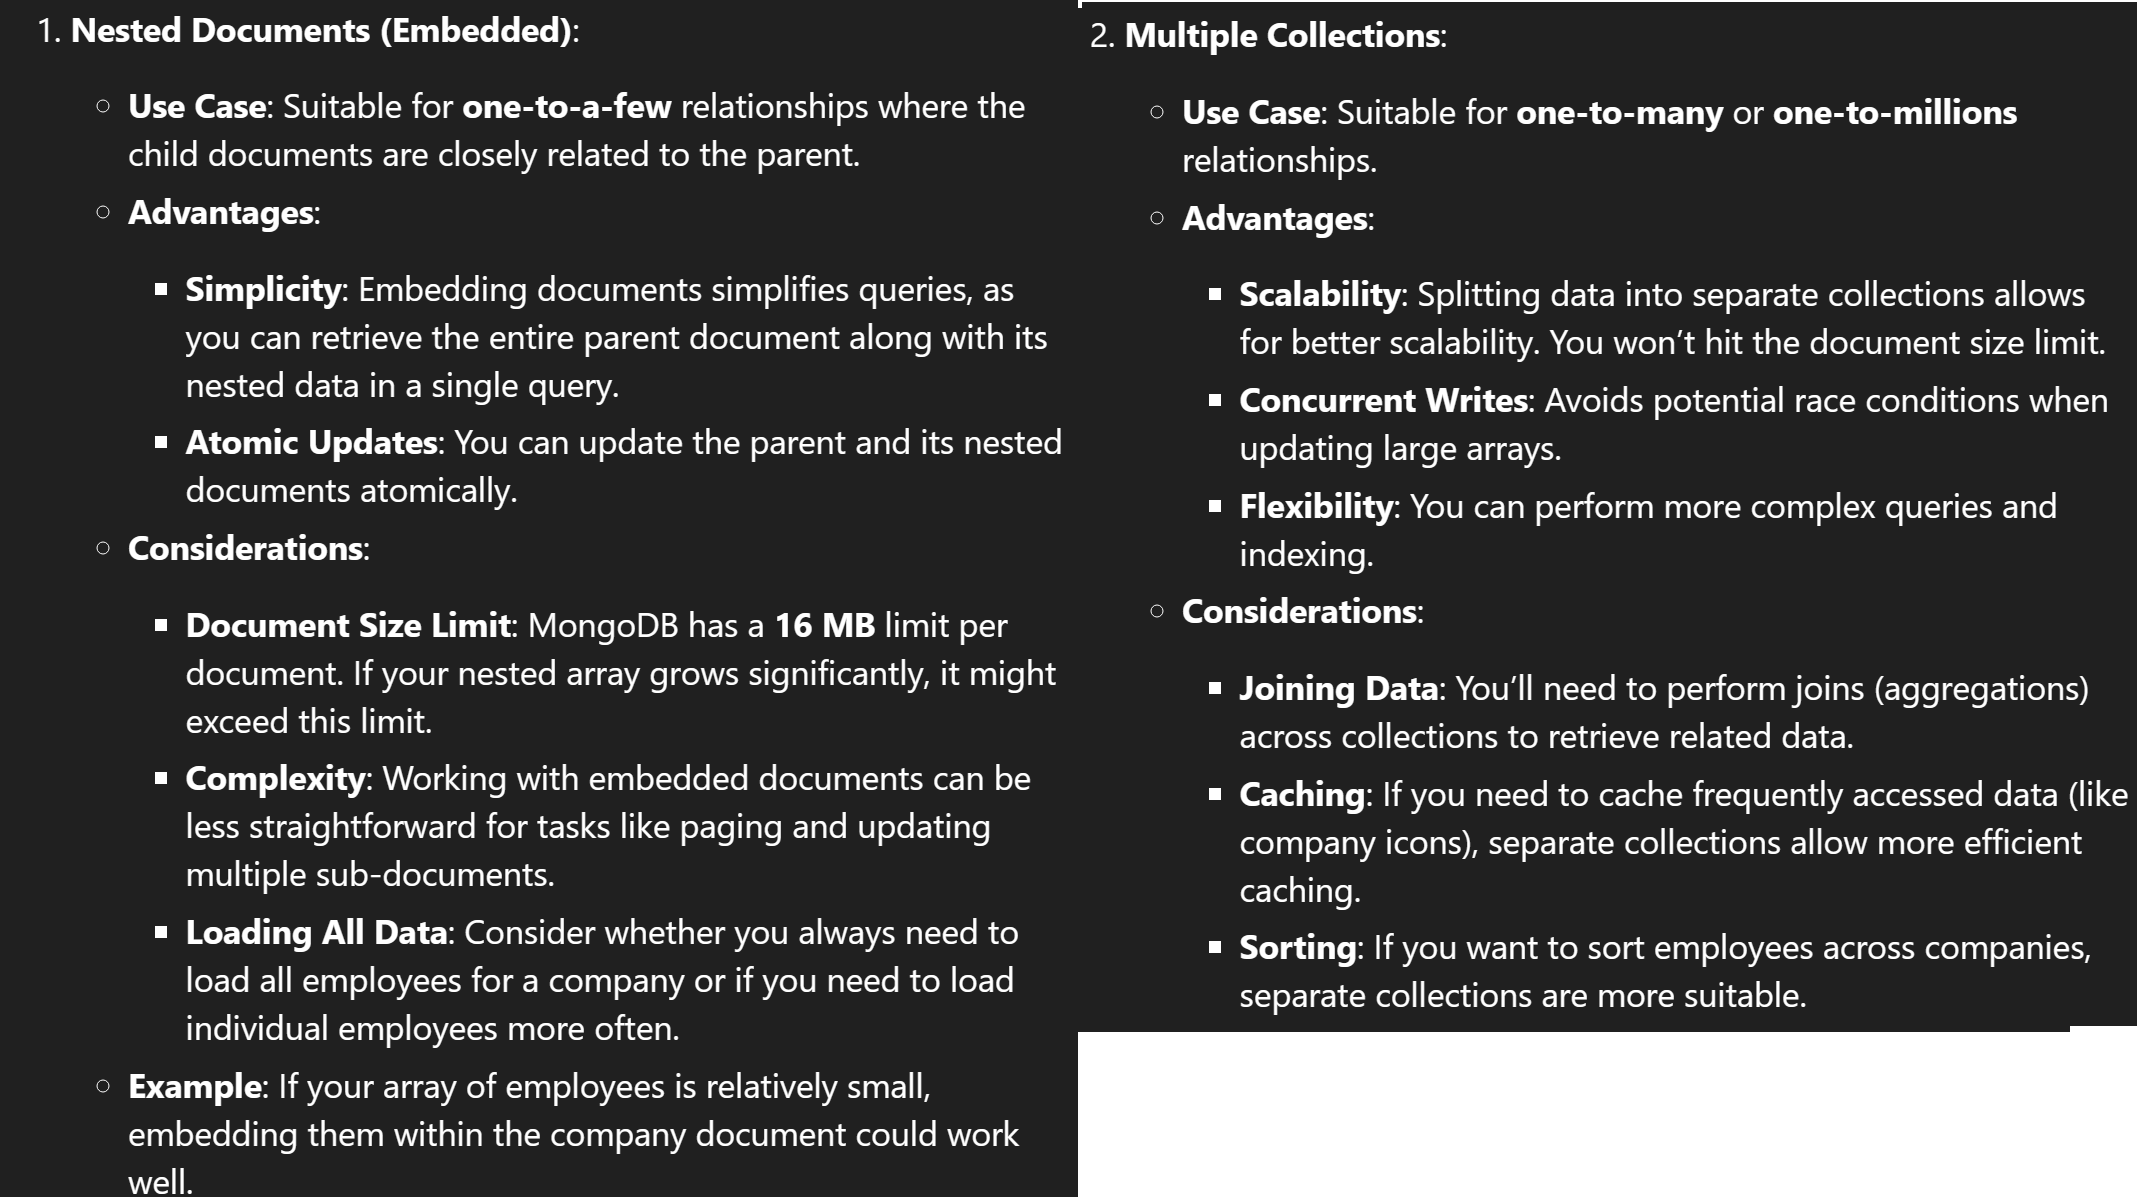 1. Nested Documents (Embedded):
○ Use Case: Suitable for one-to-a-few relationships where the
child documents are closely related to the parent.
○ Advantages:
▪ Simplicity: Embedding documents simplifies queries, as
you can retrieve the entire parent document along with its
nested data in a single query.
▪ Atomic Updates: You can update the parent and its nested
documents atomically.
○ Considerations:
▪ Document Size Limit: MongoDB has a 16 MB limit per
document. If your nested array grows significantly, it might
exceed this limit.
▪ Complexity: Working with embedded documents can be
less straightforward for tasks like paging and updating
multiple sub-documents.
▪ Loading All Data: Consider whether you always need to
load all employees for a company or if you need to load
individual employees more often.
○ Example: If your array of employees is relatively small,
embedding them within the company document could work
well.
2. Multiple Collections:
○ Use Case: Suitable for one-to-many or one-to-millions
relationships.
○ Advantages:
▪ Scalability: Splitting data into separate collections allows
for better scalability. You won’t hit the document size limit.
▪ Concurrent Writes: Avoids potential race conditions when
updating large arrays.
▪ Flexibility: You can perform more complex queries and
indexing.
○ Considerations:
▪ Joining Data: You’ll need to perform joins (aggregations)
across collections to retrieve related data.
▪ Caching: If you need to cache frequently accessed data (like
company icons), separate collections allow more efficient
caching.
▪ Sorting: If you want to sort employees across companies,
separate collections are more suitable.